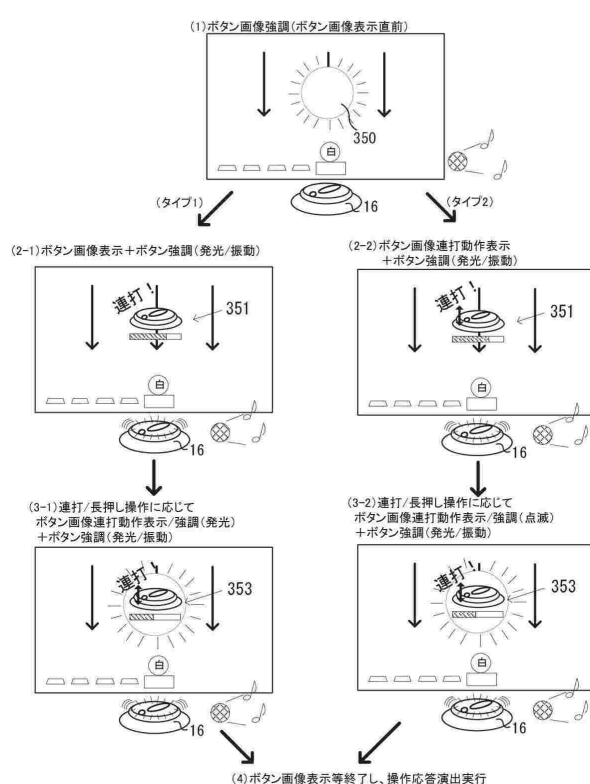 (1)ボタン画像強調(ボタン画像表示直前)
350
白
16
(タイプ1)
(タイプ2)
(2-1)ボタン画像表示+ボタン強調(発光/振動)
連打!
351
白
16
(2-2)ボタン画像連打動作表示
+ボタン強調(発光/振動)
連打!
351
白
16
(3-1)連打/長押し操作に応じて
ボタン画像連打動作表示/強調(発光)
+ボタン強調(発光/振動)
連打!
353
白
16
(3-2)連打/長押し操作に応じて
ボタン画像連打動作表示/強調(点滅)
+ボタン強調(発光/振動)
連打!
353
白
16
(4)ボタン画像表示等終了し、操作応答演出実行